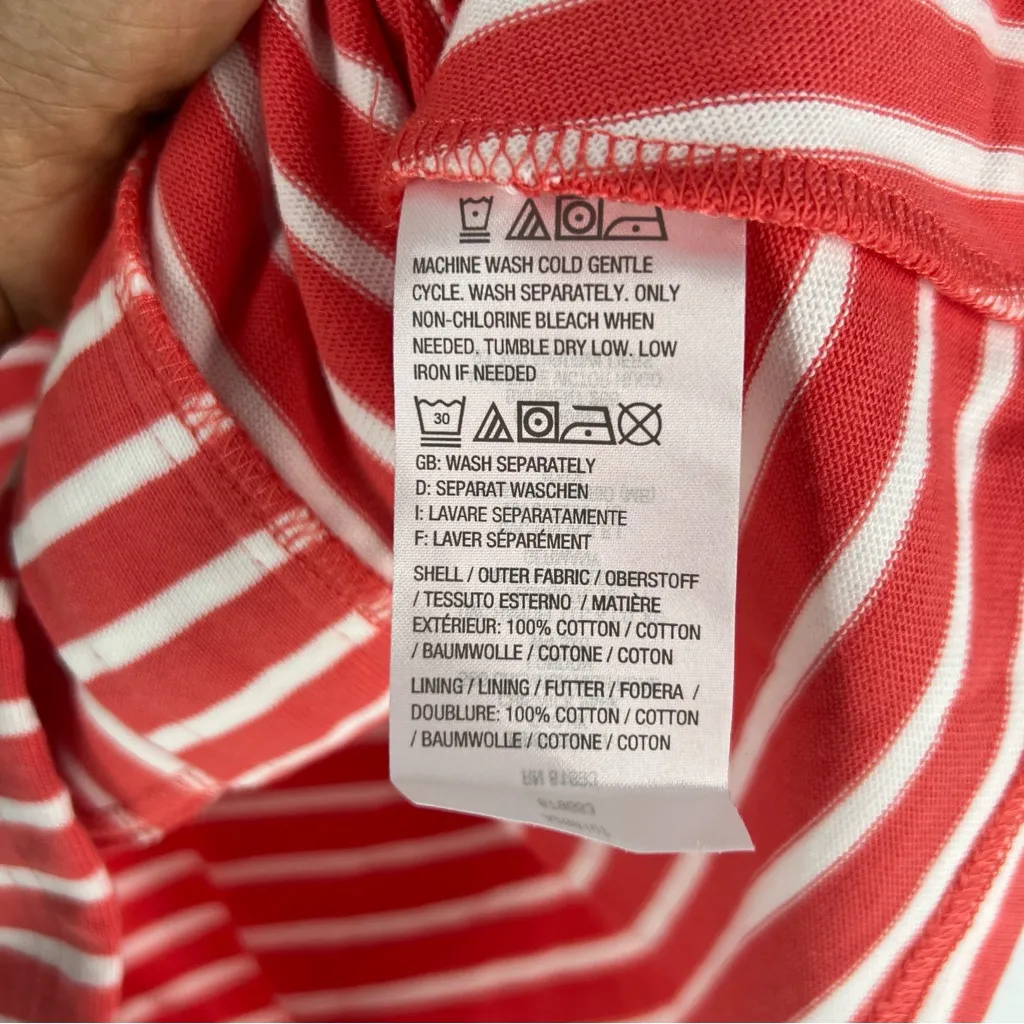 MACHINE WASH COLD GENTLE
CYCLE. WASH SEPARATELY. ONLY
NON-CHLORINE BLEACH WHEN
NEEDED. TUMBLE DRY LOW. LOW
IRON IF NEEDED
30
GB: WASH SEPARATELY
D: SEPARAT WASCHEN
I: LAVARE SEPARATAMENTE
F: LAVER SÉPARÉMENT
SHELL / OUTER FABRIC / OBERSTOFF
/ TESSUTO ESTERNO / MATIÈRE
EXTÉRIEUR: 100% COTTON / COTTON
/ BAUMWOLLE / COTONE / COTON
LINING / LINING / FUTTER / FODERA /
DOUBLURE: 100% COTTON / COTTON
/ BAUMWOLLE / COTONE / COTON